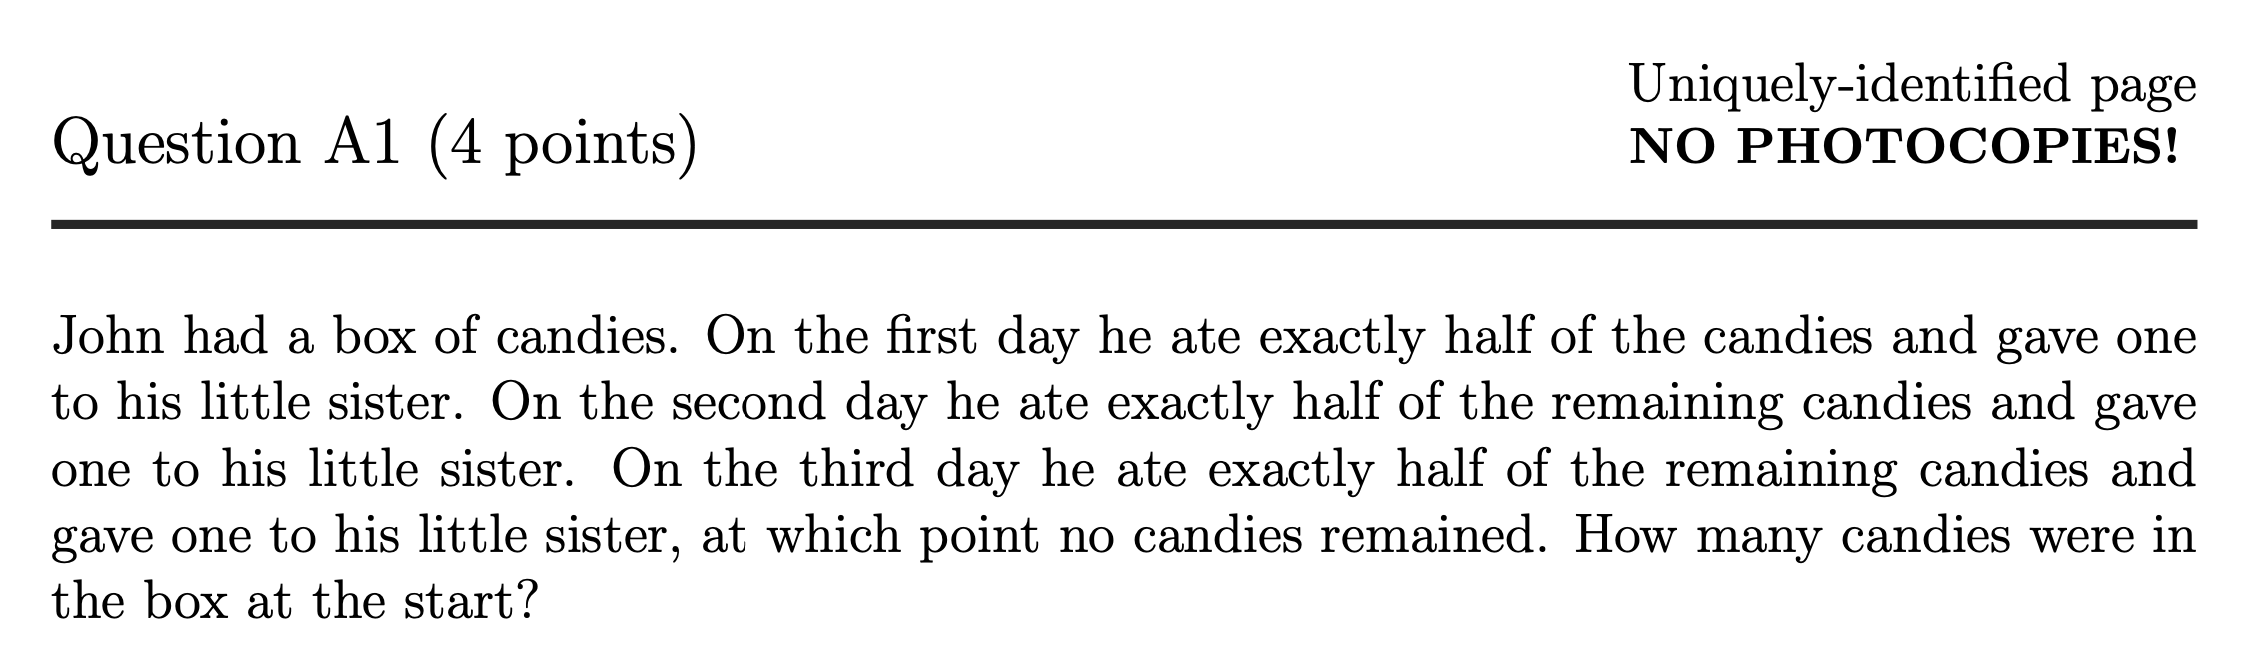 Uniquely-identified page
Question A1 (4 points)
NO PHOTOCOPIES!
John had a box of candies. On the first day he ate exactly half of the candies and gave one
to his little sister. On the second day he ate exactly half of the remaining candies and gave
one to his little sister. On the third day he ate exactly half of the remaining candies and
gave one to his little sister, at which point no candies remained. How many candies were in
the box at the start?